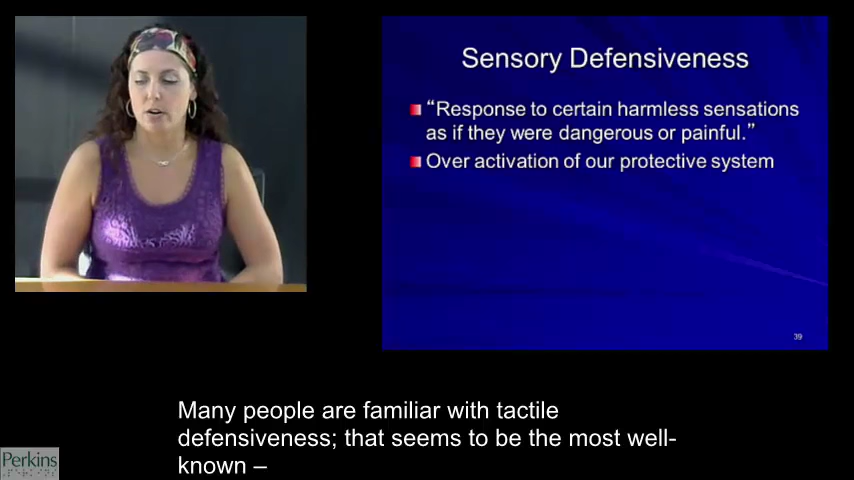 Sensory Defensiveness
“Response to certain harmless sensations
as if they were dangerous or painful.”
Over activation of our protective system
39
Many people are familiar with tactile
defensiveness; that seems to be the most well-
known –
Perkins